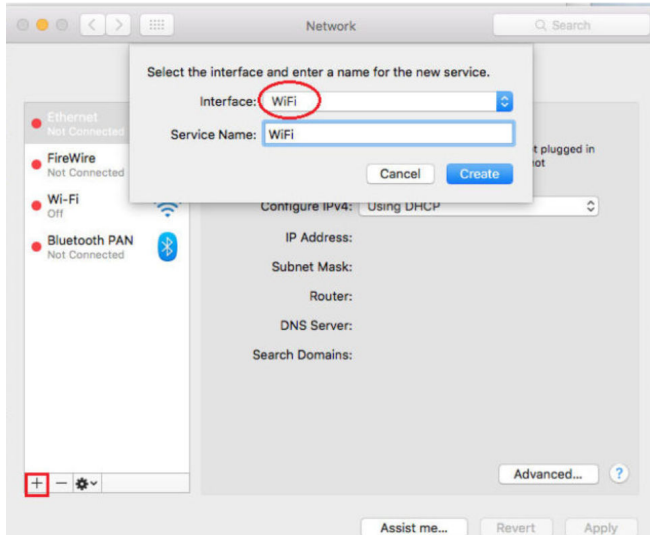 Network
Search
Select the interface and enter a name for the new service.
Interface: WiFi
Service Name: WiFi
Cancel Create
Ethernet
Not Connected
FireWire
Not Connected
Wi-Fi
Off
Bluetooth PAN
Not Connected
t plugged in
ot
Configure IPv4: Using DHCP
IP Address:
Subnet Mask:
Router:
DNS Server:
Search Domains:
+ −
Advanced... ?
Assist me... Revert Apply